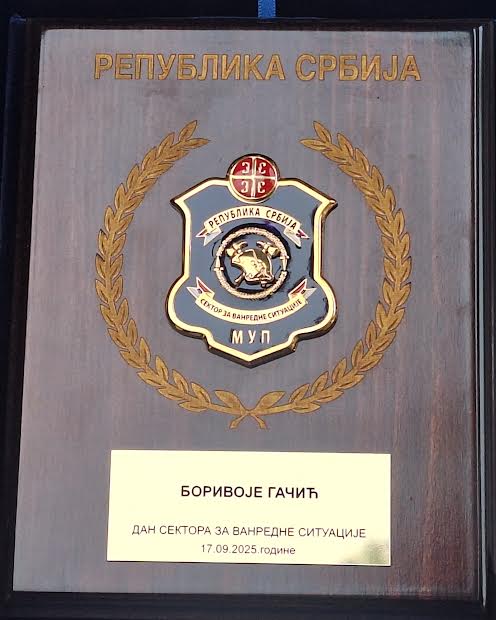 РЕПУБЛИКА СРБИЈА
РЕПУБЛИКА СРБИЈА
СЕКТОР ЗА ВАНРЕДНЕ СИТУАЦИЈЕ
МУП
БОРИВОЈЕ ГАЧИЋ
ДАН СЕКТОРА ЗА ВАНРЕДНЕ СИТУАЦИЈЕ
17.09.2025.године